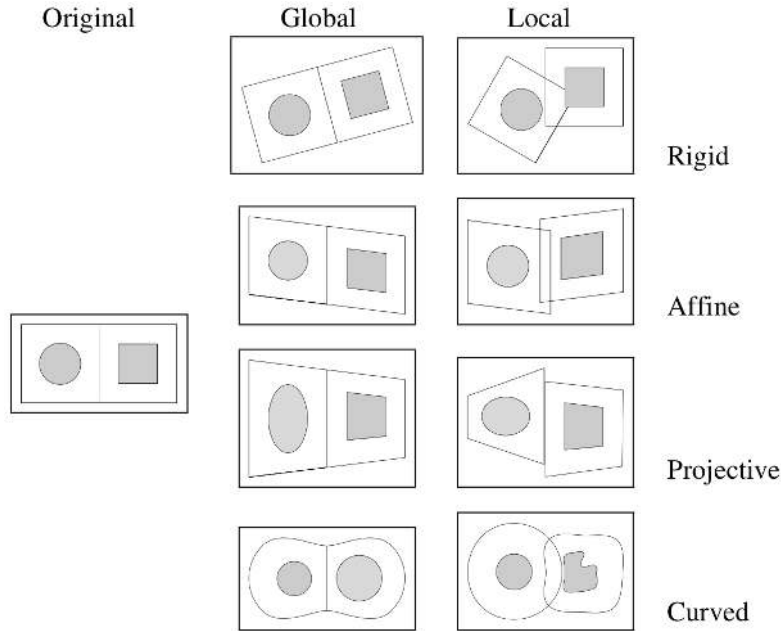 Original
Global
Local
Rigid
Affine
Projective
Curved